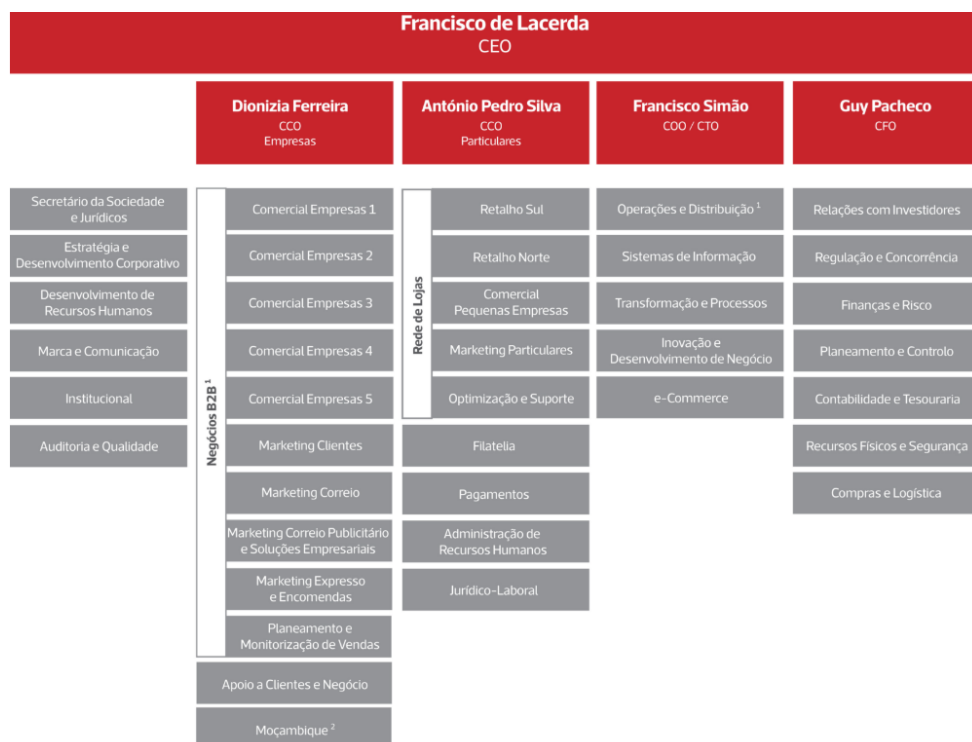 Francisco de Lacerda
CEO
Dionizia Ferreira
CCO
Empresas
António Pedro Silva
CCO
Particulares
Francisco Simão
COO / CTO
Guy Pacheco
CFO
Secretário da Sociedade
e Jurídicos
Estratégia e
Desenvolvimento Corporativo
Desenvolvimento de
Recursos Humanos
Marca e Comunicação
Institucional
Auditoria e Qualidade
Negócios B2B ¹
Comercial Empresas 1
Comercial Empresas 2
Comercial Empresas 3
Comercial Empresas 4
Comercial Empresas 5
Marketing Clientes
Marketing Correio
Marketing Correio Publicitário
e Soluções Empresariais
Marketing Expresso
e Encomendas
Planeamento e
Monitorização de Vendas
Apoio a Clientes e Negócio
Moçambique ²
Rede de Lojas
Retalho Sul
Retalho Norte
Comercial
Pequenas Empresas
Marketing Particulares
Optimização e Suporte
Filatelia
Pagamentos
Administração de
Recursos Humanos
Jurídico-Laboral
Operações e Distribuição ¹
Sistemas de Informação
Transformação e Processos
Inovação e
Desenvolvimento de Negócio
e-Commerce
Relações com Investidores
Regulação e Concorrência
Finanças e Risco
Planeamento e Controlo
Contabilidade e Tesouraria
Recursos Físicos e Segurança
Compras e Logística